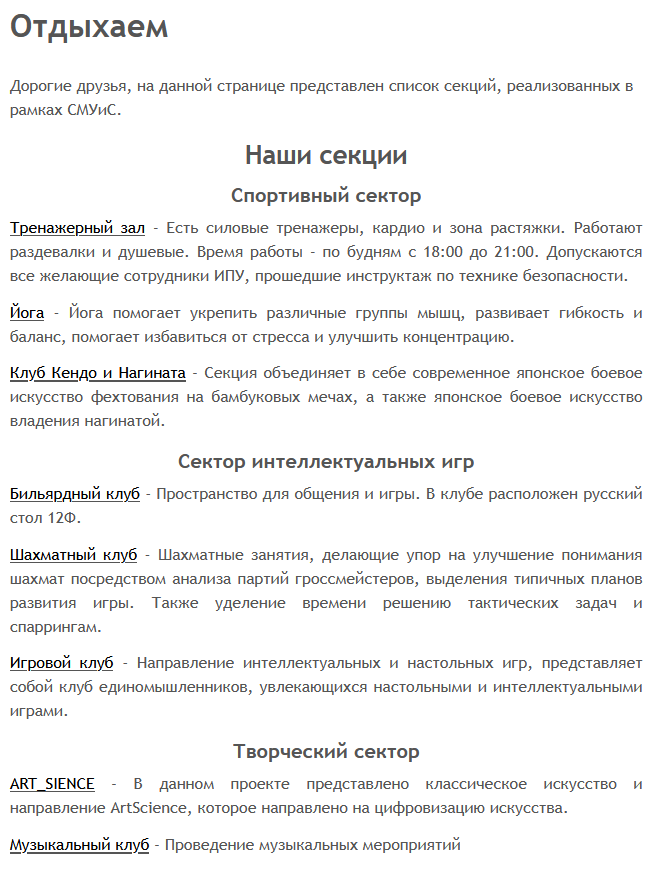 Отдыхаем
Дорогие друзья, на данной странице представлен список секций, реализованных в
рамках СМУиС.
Наши секции
Спортивный сектор
Тренажерный зал - Есть силовые тренажеры, кардио и зона растяжки. Работают
раздевалки и душевые. Время работы - по будням с 18:00 до 21:00. Допускаются
все желающие сотрудники ИПУ, прошедшие инструктаж по технике безопасности.
Йога - Йога помогает укрепить различные группы мышц, развивает гибкость и
баланс, помогает избавиться от стресса и улучшить концентрацию.
Клуб Кендо и Нагината - Секция объединяет в себе современное японское боевое
искусство фехтования на бамбуковых мечах, а также японское боевое искусство
владения нагинатой.
Сектор интеллектуальных игр
Бильярдный клуб - Пространство для общения и игры. В клубе расположен русский
стол 12Ф.
Шахматный клуб - Шахматные занятия, делающие упор на улучшение понимания
шахмат посредством анализа партий гроссмейстеров, выделения типичных планов
развития игры. Также уделение времени решению тактических задач и
спаррингам.
Игровой клуб - Направление интеллектуальных и настольных игр, представляет
собой клуб единомышленников, увлекающихся настольными и интеллектуальными
играми.
Творческий сектор
ART_SIENCE - В данном проекте представлено классическое искусство и
направление ArtScience, которое направлено на цифровизацию искусства.
Музыкальный клуб - Проведение музыкальных мероприятий